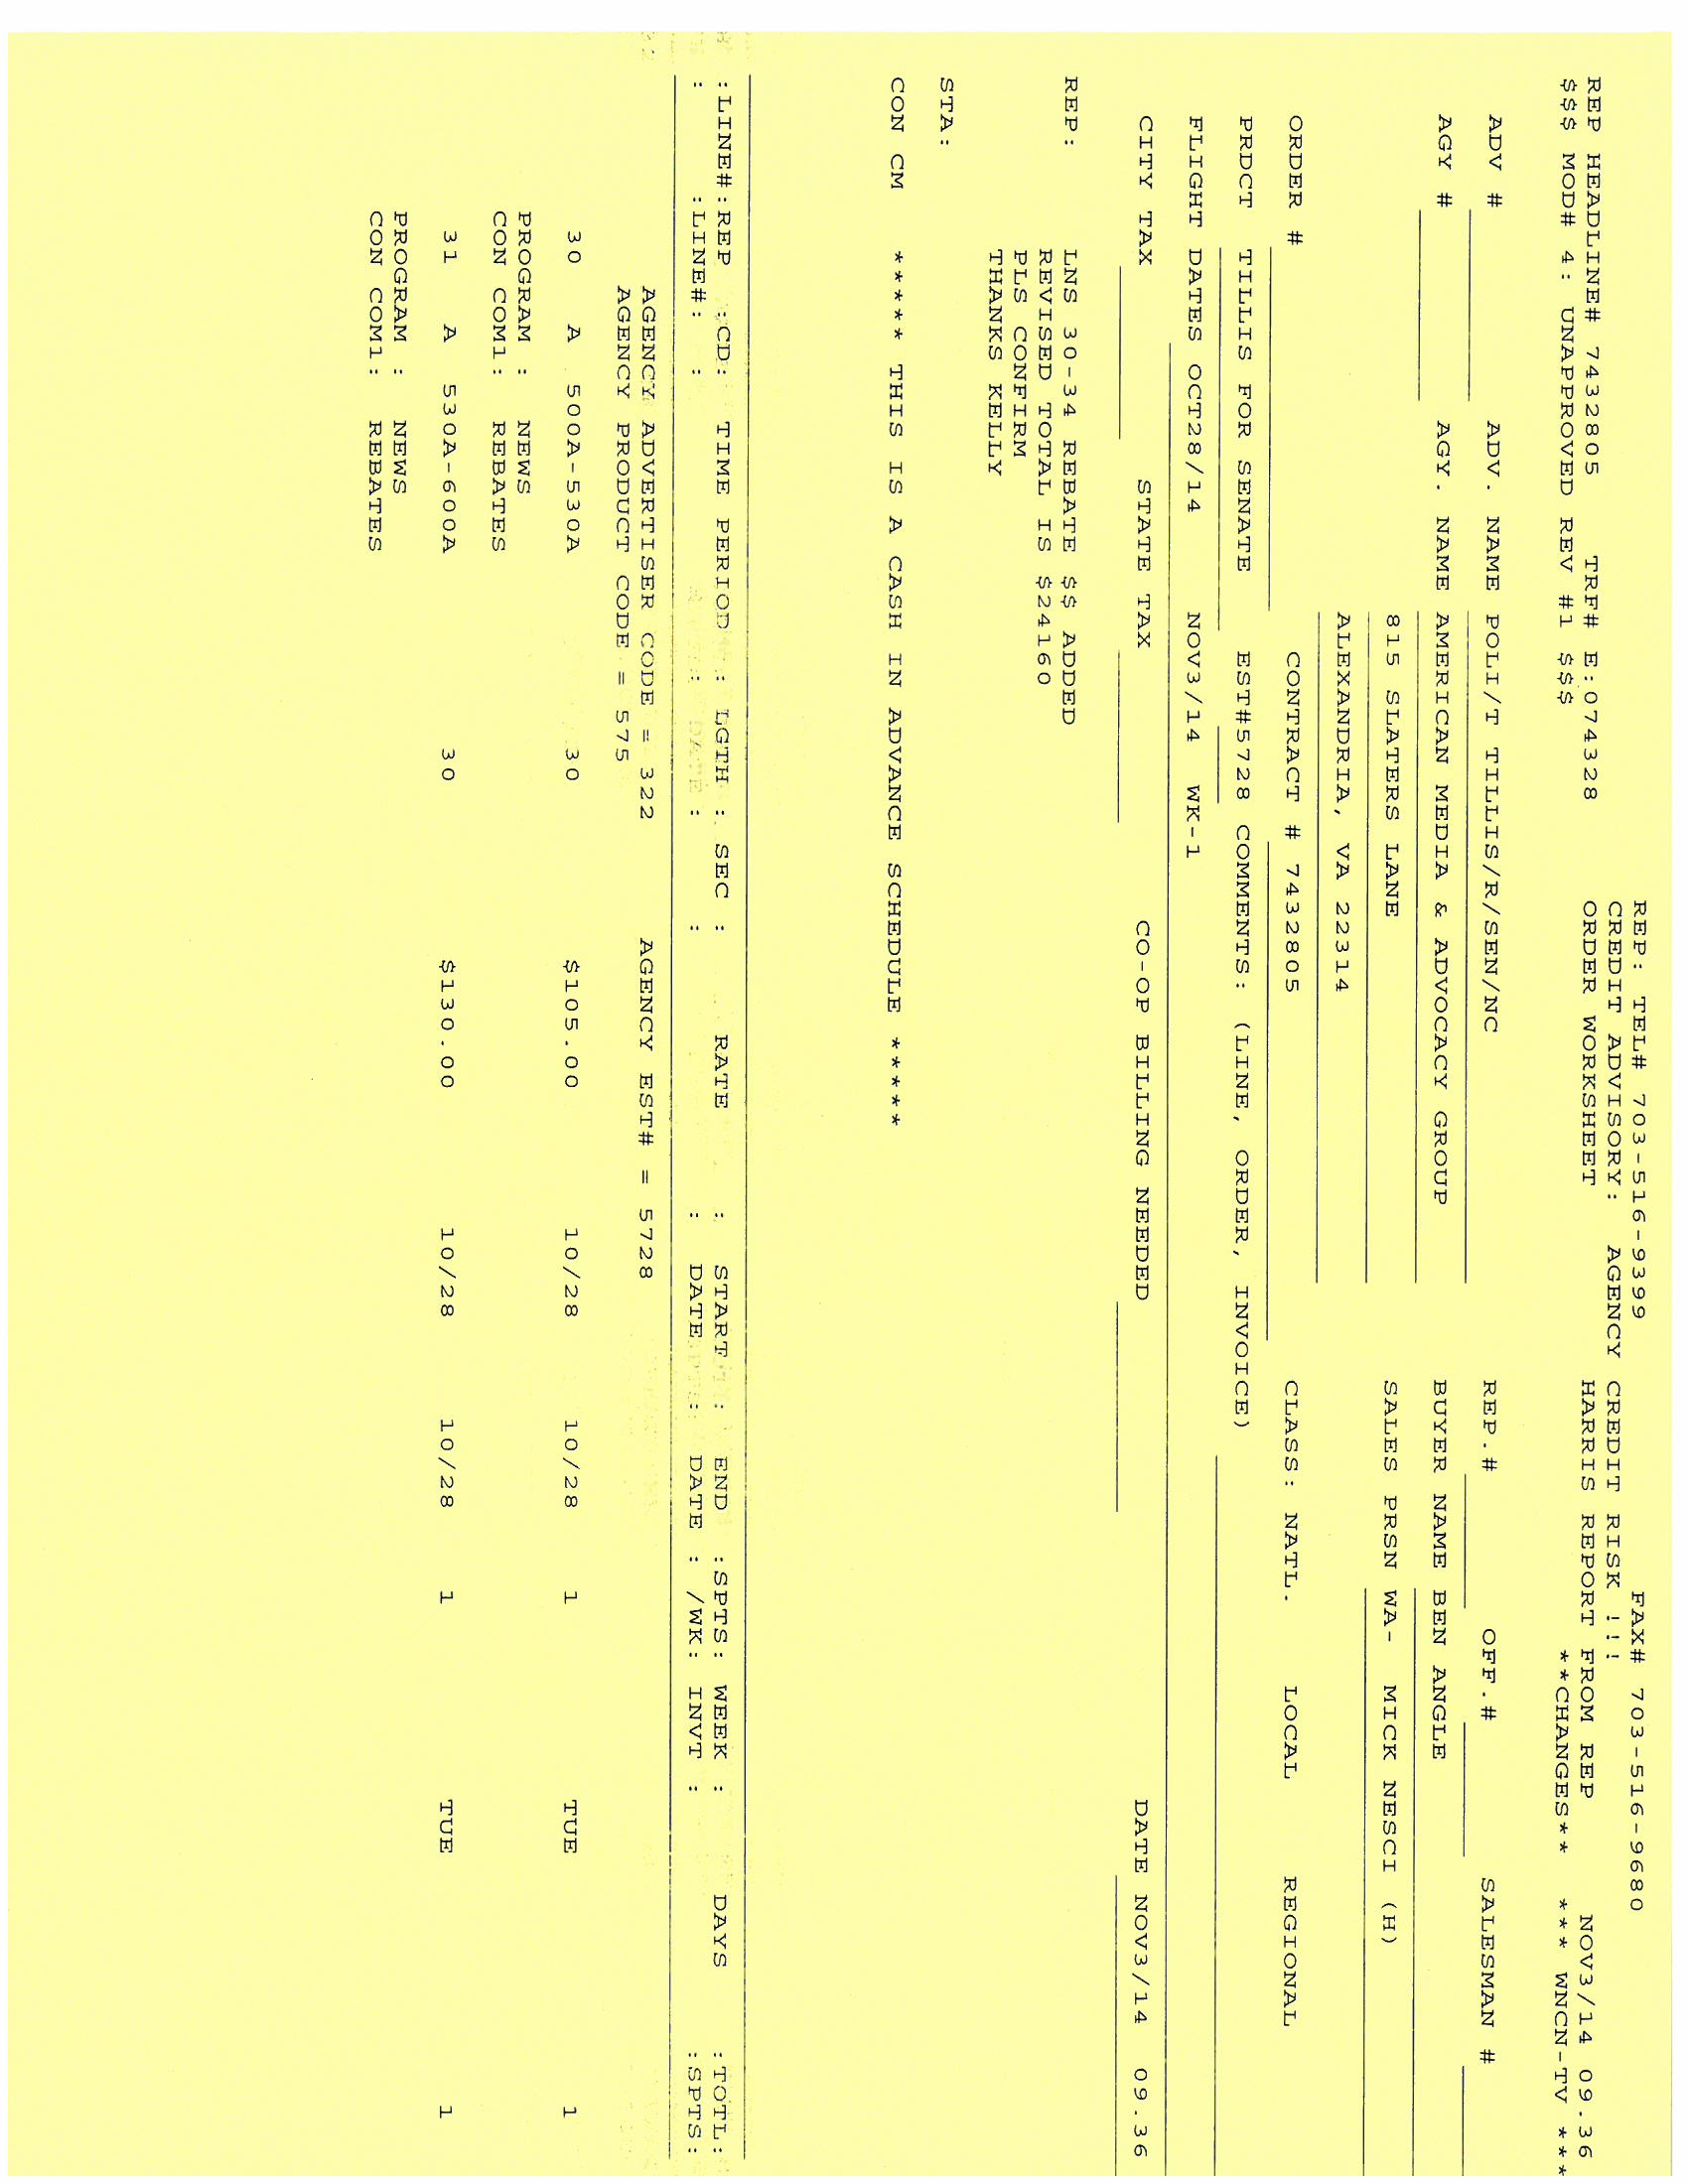 REP: TEL# 703-516-9399 FAX# 703-516-9680
CREDIT ADVISORY: AGENCY CREDIT RISK !!!
REP HEADLINE# 7432805 TRF# E:074328 ORDER WORKSHEET HARRIS REPORT FROM REP NOV3/14 09.36
$$$ MOD# 4: UNAPPROVED REV #1 $$$ **CHANGES** *** WNCN-TV ***
ADV # ADV. NAME POLI/T TILLIS/R/SEN/NC REP.# OFF.# SALESMAN #
AGY # AGY. NAME AMERICAN MEDIA & ADVOCACY GROUP BUYER NAME BEN ANGLE
815 SLATERS LANE SALES PRSN WA- MICK NESCI (H)
ALEXANDRIA, VA 22314
ORDER # CONTRACT # 7432805 CLASS: NATL. LOCAL REGIONAL
PRDCT TILLIS FOR SENATE EST#5728 COMMENTS: (LINE, ORDER, INVOICE)
FLIGHT DATES OCT28/14 NOV3/14 WK-1
CITY TAX STATE TAX CO-OP BILLING NEEDED DATE NOV3/14 09.36
REP: LNS 30-34 REBATE $$ ADDED
REVISED TOTAL IS $24160
PLS CONFIRM
THANKS KELLY
STA:
CON CM ***** THIS IS A CASH IN ADVANCE SCHEDULE *****
:LINE#:REP :CD: TIME PERIOD : LGTH : SEC : RATE : START : END :SPTS: WEEK : DAYS :TOTL:
: :LINE#: : : : : DATE : DATE : /WK: INVT : :SPTS:
AGENCY ADVERTISER CODE = 322 AGENCY EST# = 5728
AGENCY PRODUCT CODE = 575
30 A 500A-530A 30 $105.00 10/28 10/28 1 TUE 1
PROGRAM : NEWS
CON COM1: REBATES
31 A 530A-600A 30 $130.00 10/28 10/28 1 TUE 1
PROGRAM : NEWS
CON COM1: REBATES